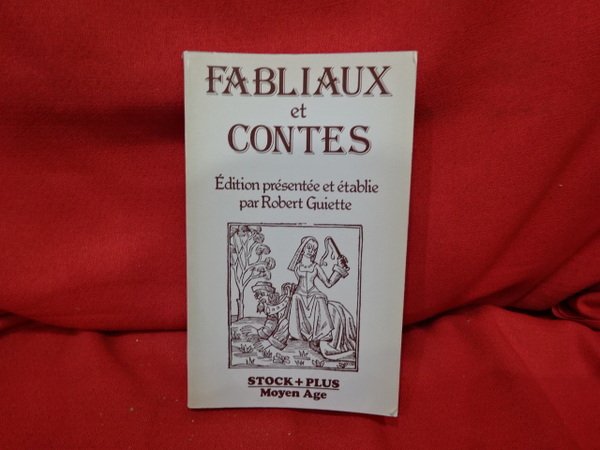 FABLIAUX
et
CONTES
Édition présentée et établie
par Robert Guiette
STOCK + PLUS
Moyen Age